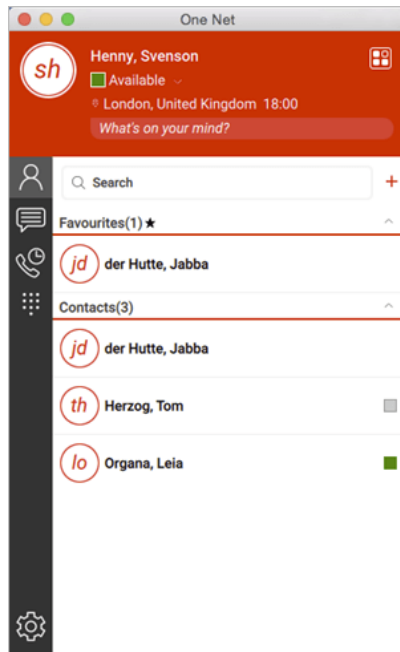 One Net
sh
Henny, Svenson
Available
London, United Kingdom 18:00
What's on your mind?
Search
Favourites(1)★
jd
der Hutte, Jabba
Contacts(3)
jd
der Hutte, Jabba
th
Herzog, Tom
lo
Organa, Leia